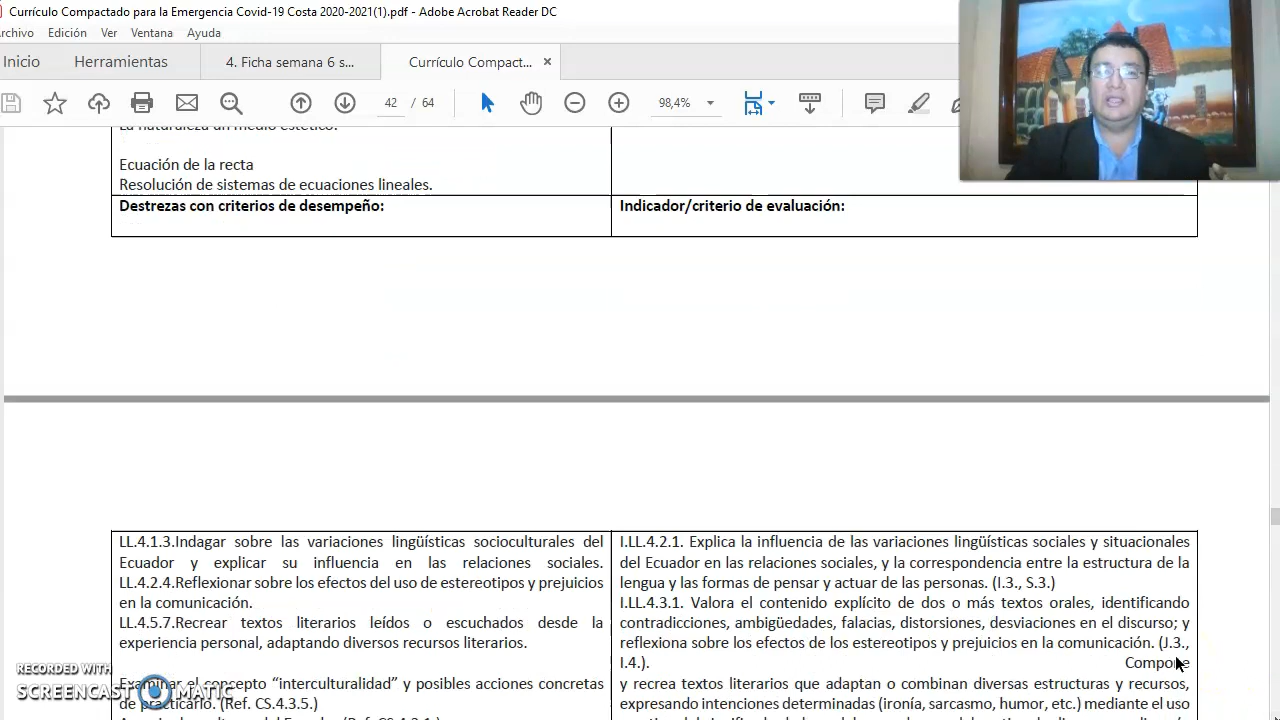 Currículo Compactado para la Emergencia Covid-19 Costa 2020-2021(1).pdf - Adobe Acrobat Reader DC
Archivo Edición Ver Ventana Ayuda
Inicio Herramientas 4. Ficha semana 6 s... Currículo Compact... ×
42 / 64 98,4%
La naturaleza un medio estético.
Ecuación de la recta
Resolución de sistemas de ecuaciones lineales.
Destrezas con criterios de desempeño:
Indicador/criterio de evaluación:
LL.4.1.3.Indagar sobre las variaciones lingüísticas socioculturales del
Ecuador y explicar su influencia en las relaciones sociales.
LL.4.2.4.Reflexionar sobre los efectos del uso de estereotipos y prejuicios
en la comunicación.
LL.4.5.7.Recrear textos literarios leídos o escuchados desde la
experiencia personal, adaptando diversos recursos literarios.
Examinar el concepto “interculturalidad” y posibles acciones concretas
de practicarlo. (Ref. CS.4.3.5.)
I.LL.4.2.1. Explica la influencia de las variaciones lingüísticas sociales y situacionales
del Ecuador en las relaciones sociales, y la correspondencia entre la estructura de la
lengua y las formas de pensar y actuar de las personas. (I.3., S.3.)
I.LL.4.3.1. Valora el contenido explícito de dos o más textos orales, identificando
contradicciones, ambigüedades, falacias, distorsiones, desviaciones en el discurso; y
reflexiona sobre los efectos de los estereotipos y prejuicios en la comunicación. (J.3.,
I.4.). Compone
y recrea textos literarios que adaptan o combinan diversas estructuras y recursos,
expresando intenciones determinadas (ironía, sarcasmo, humor, etc.) mediante el uso
RECORDED WITH
SCREENCAST MATIC